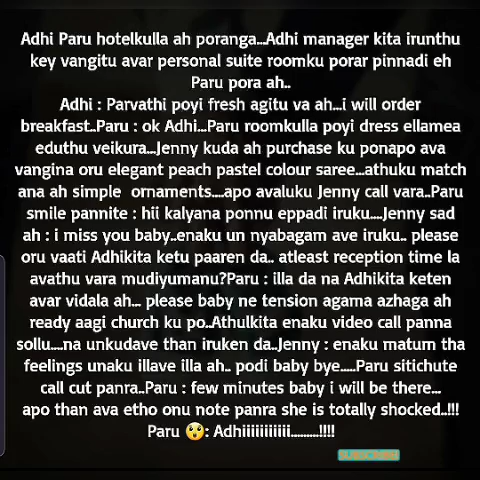 Adhi Paru hotelkulla ah poranga...Adhi manager kita irunthu
key vangitu avar personal suite roomku porar pinnadi eh
Paru pora ah..
Adhi : Parvathi poyi fresh agitu va ah...i will order
breakfast..Paru : ok Adhi...Paru roomkulla poyi dress ellamea
eduthu veikura...Jenny kuda ah purchase ku ponapo ava
vangina oru elegant peach pastel colour saree...athuku match
ana ah simple ornaments....apo avaluku Jenny call vara..Paru
smile pannite : hii kalyana ponnu eppadi iruku....Jenny sad
ah : i miss you baby..enaku un nyabagam ave iruku.. please
oru vaati Adhikita ketu paaren da.. atleast reception time la
avathu vara mudiyumanu?Paru : illa da na Adhikita keten
avar vidala ah... please baby ne tension agama azhaga ah
ready aagi church ku po..Athulkita enaku video call panna
sollu....na unkudave than iruken da..Jenny : enaku matum tha
feelings unaku illave illa ah.. podi baby bye.....Paru sitichute
call cut panra..Paru : few minutes baby i will be there...
apo than ava etho onu note panra she is totally shocked..!!!
Paru 😲: Adhiiiiiiiiiii.........!!!!
SUBSCRIBE